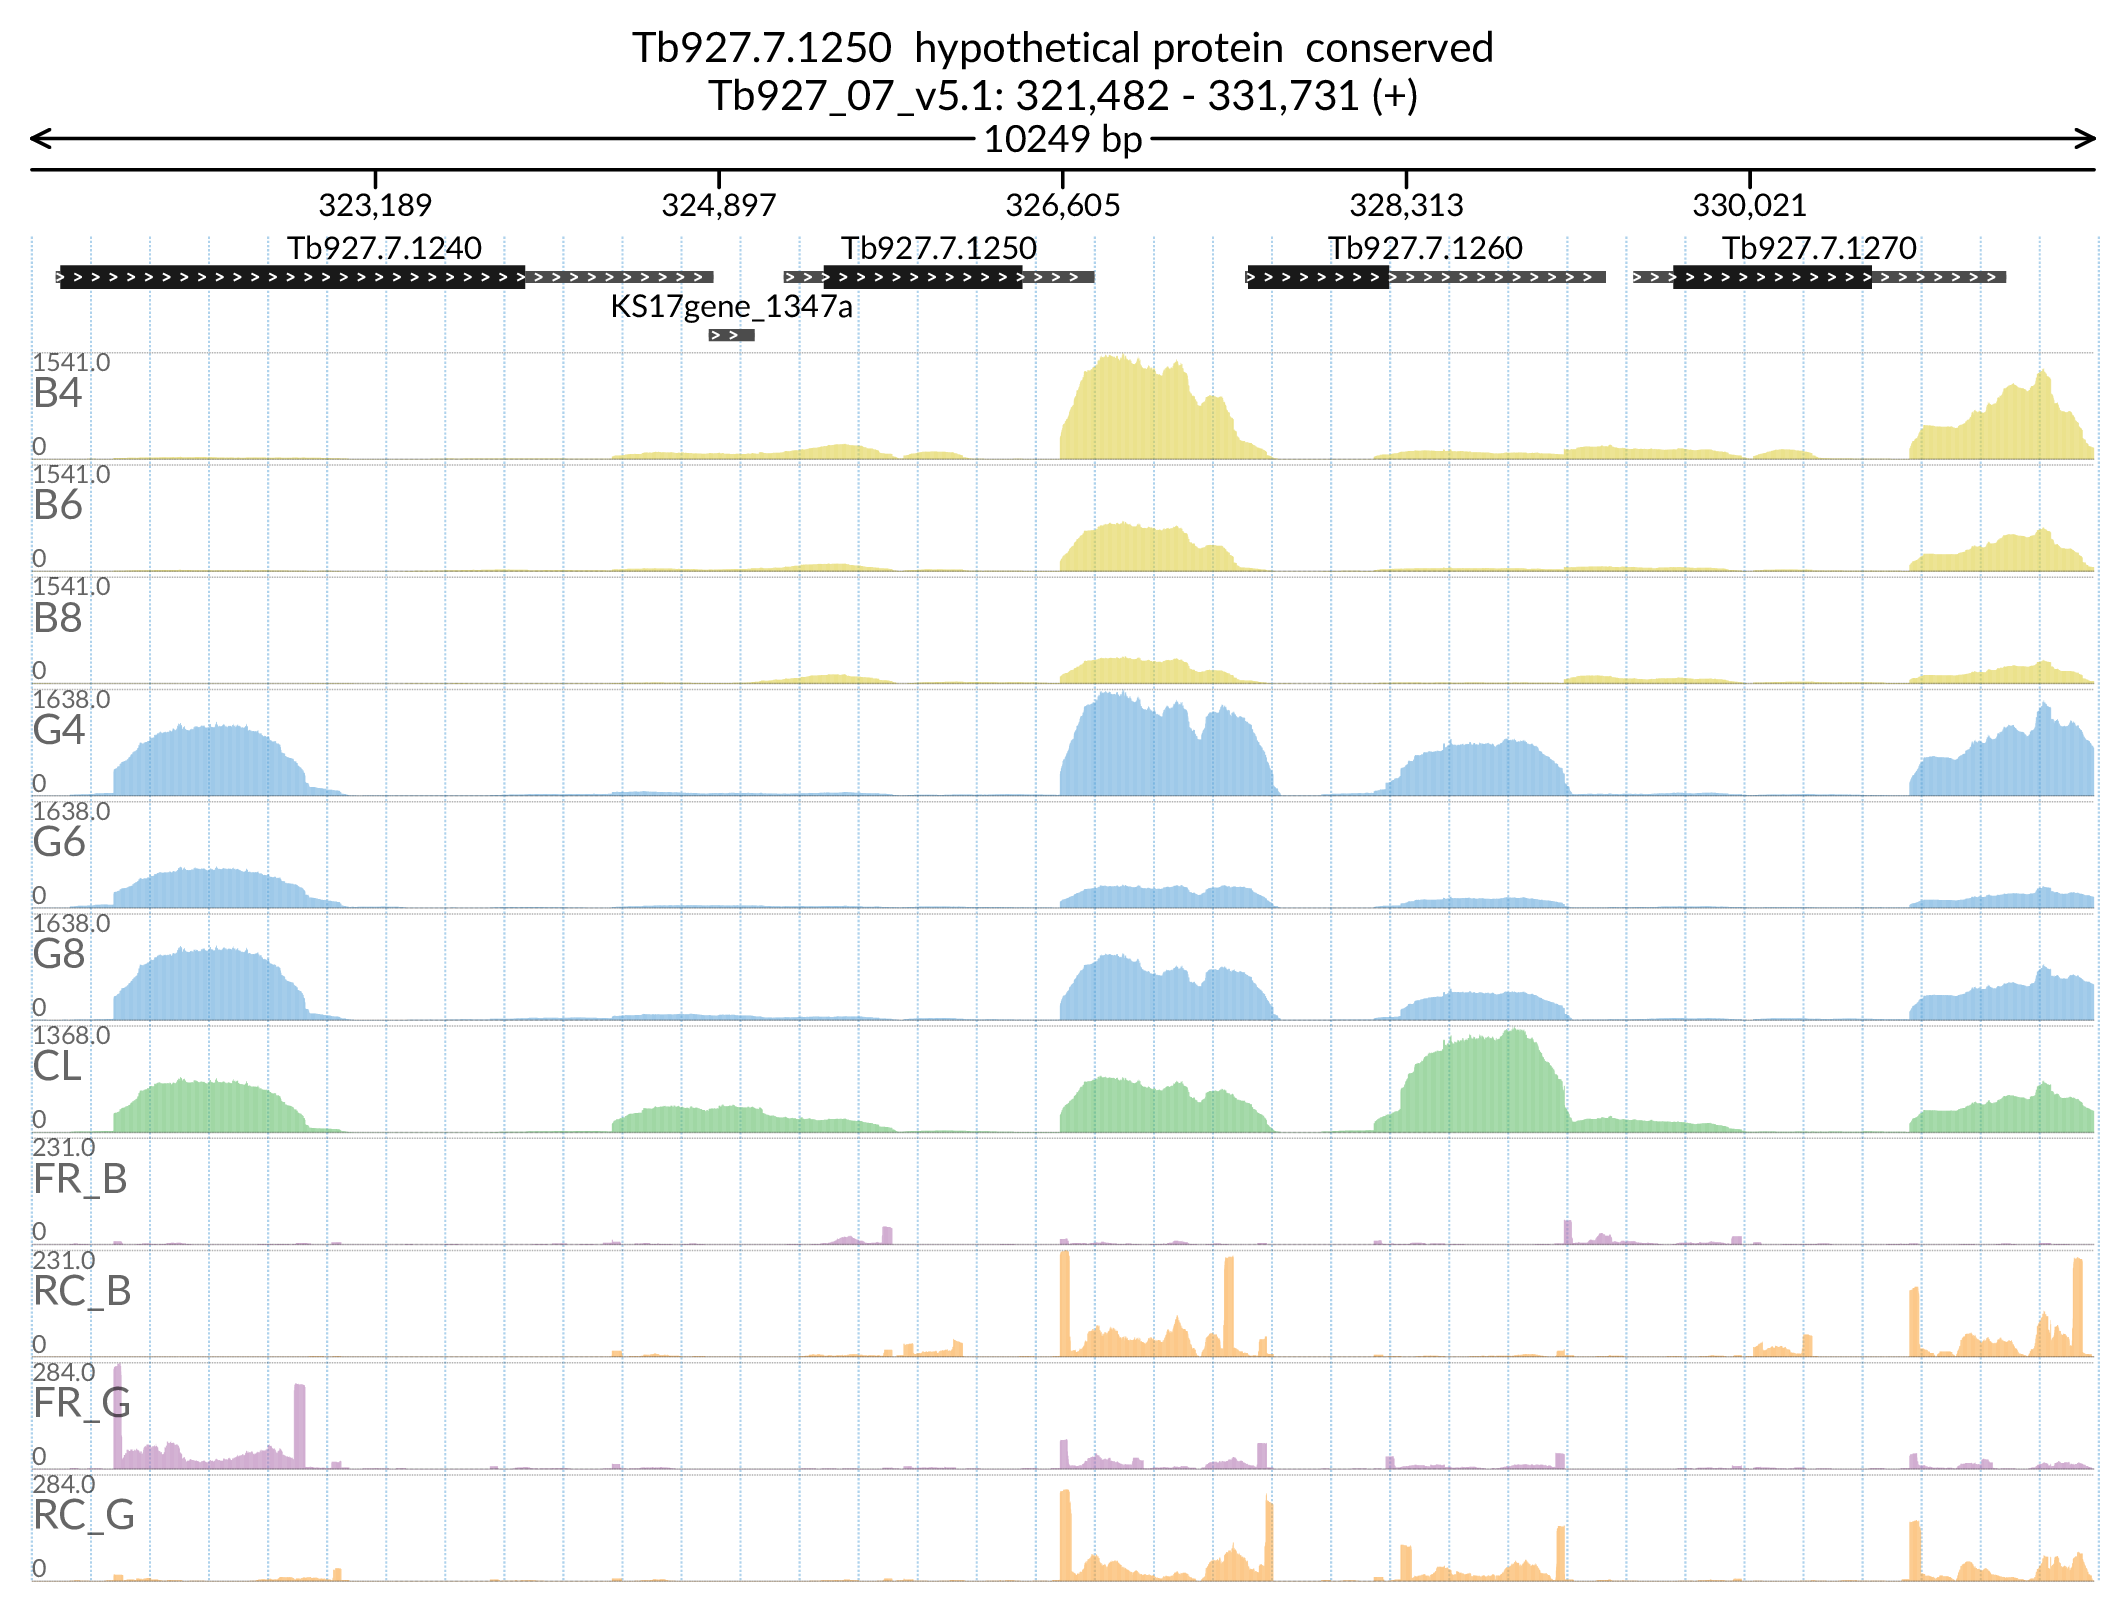 Tb927.7.1250  hypothetical protein  conserved
Tb927_07_v5.1: 321,482 - 331,731 (+)
10249 bp
323,189 324,897 326,605 328,313 330,021
Tb927.7.1240 Tb927.7.1250 Tb927.7.1260 Tb927.7.1270
KS17gene_1347a
1541.0
B4
0
1541.0
B6
0
1541.0
B8
0
1638.0
G4
0
1638.0
G6
0
1638.0
G8
0
1368.0
CL
0
231.0
FR_B
0
231.0
RC_B
0
284.0
FR_G
0
284.0
RC_G
0